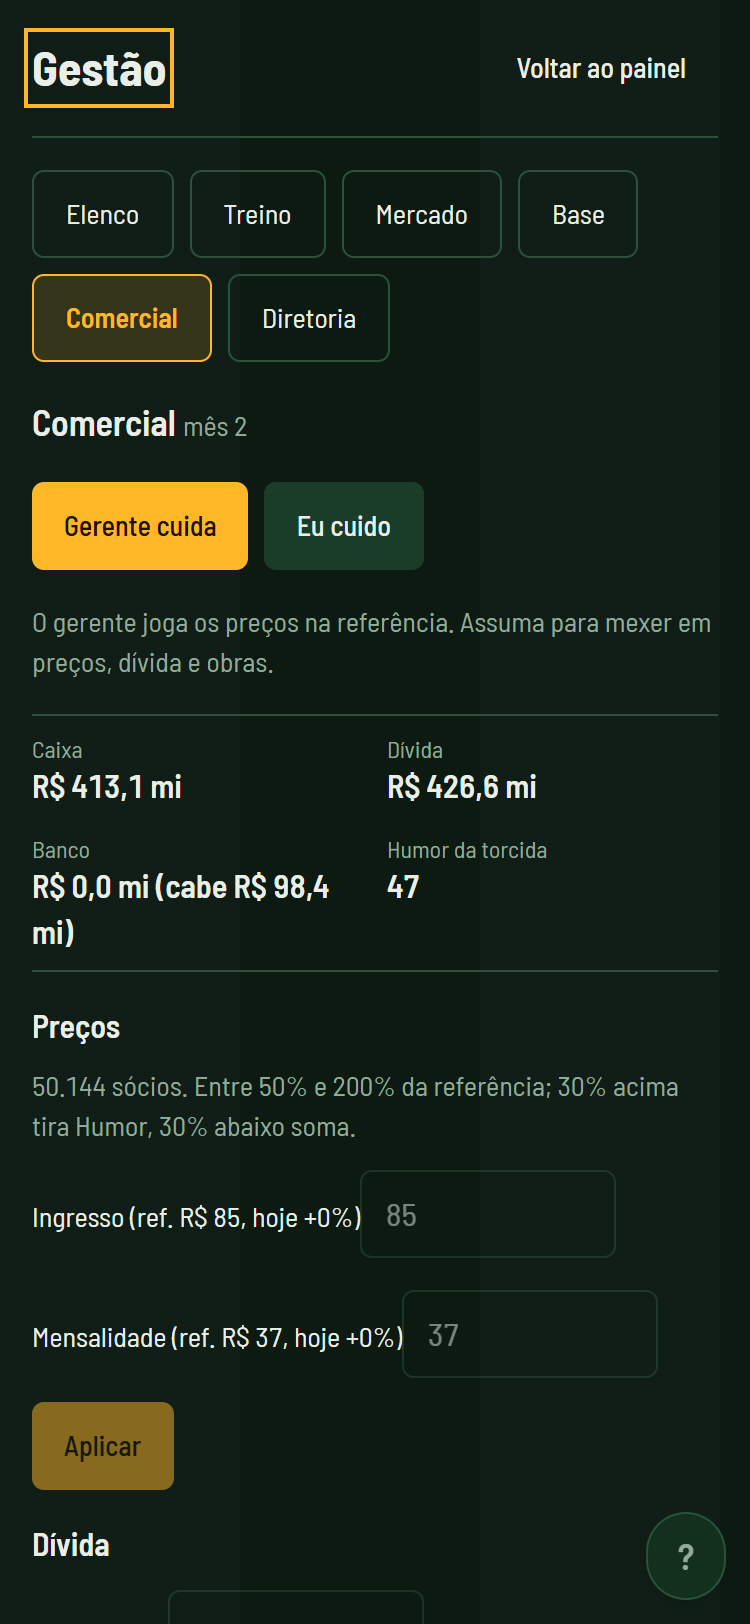 Gestão
Voltar ao painel
Elenco
Treino
Mercado
Base
Comercial
Diretoria
Comercial mês 2
Gerente cuida
Eu cuido
O gerente joga os preços na referência. Assuma para mexer em
preços, dívida e obras.
Caixa
R$ 413,1 mi
Dívida
R$ 426,6 mi
Banco
R$ 0,0 mi (cabe R$ 98,4
mi)
Humor da torcida
47
Preços
50.144 sócios. Entre 50% e 200% da referência; 30% acima
tira Humor, 30% abaixo soma.
Ingresso (ref. R$ 85, hoje +0%)
85
Mensalidade (ref. R$ 37, hoje +0%)
37
Aplicar
Dívida
?